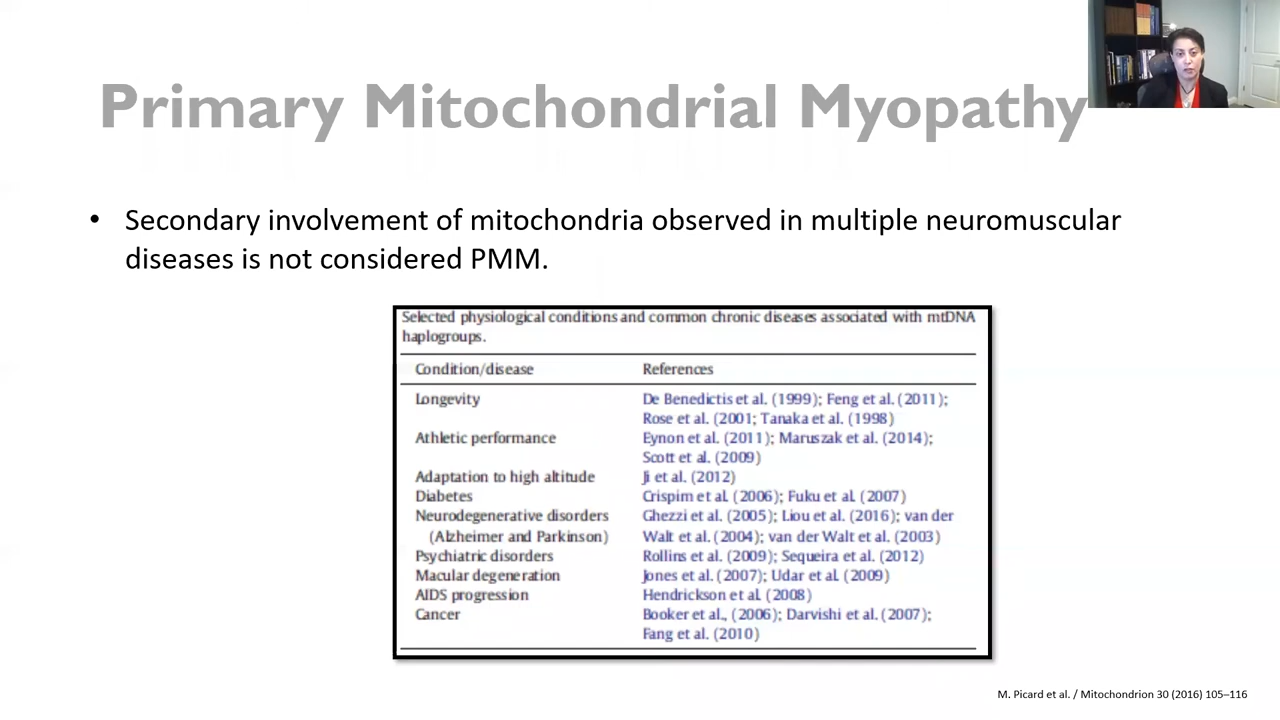 Primary Mitochondrial Myopathy
• Secondary involvement of mitochondria observed in multiple neuromuscular
diseases is not considered PMM.
Selected physiological conditions and common chronic diseases associated with mtDNA
haplogroups.
Condition/disease References
Longevity De Benedictis et al. (1999); Feng et al. (2011);
Rose et al. (2001; Tanaka et al. (1998)
Athletic performance Eynon et al. (2011); Maruszak et al. (2014);
Scott et al. (2009)
Adaptation to high altitude Ji et al. (2012)
Diabetes Crispim et al. (2006); Fuku et al. (2007)
Neurodegenerative disorders Ghezzi et al. (2005); Liou et al. (2016); van der
(Alzheimer and Parkinson) Walt et al. (2004); van der Walt et al. (2003)
Psychiatric disorders Rollins et al. (2009); Sequeira et al. (2012)
Macular degeneration Jones et al. (2007); Udar et al. (2009)
AIDS progression Hendrickson et al. (2008)
Cancer Booker et al., (2006); Darvishi et al. (2007);
Fang et al. (2010)
M. Picard et al. / Mitochondrion 30 (2016) 105–116